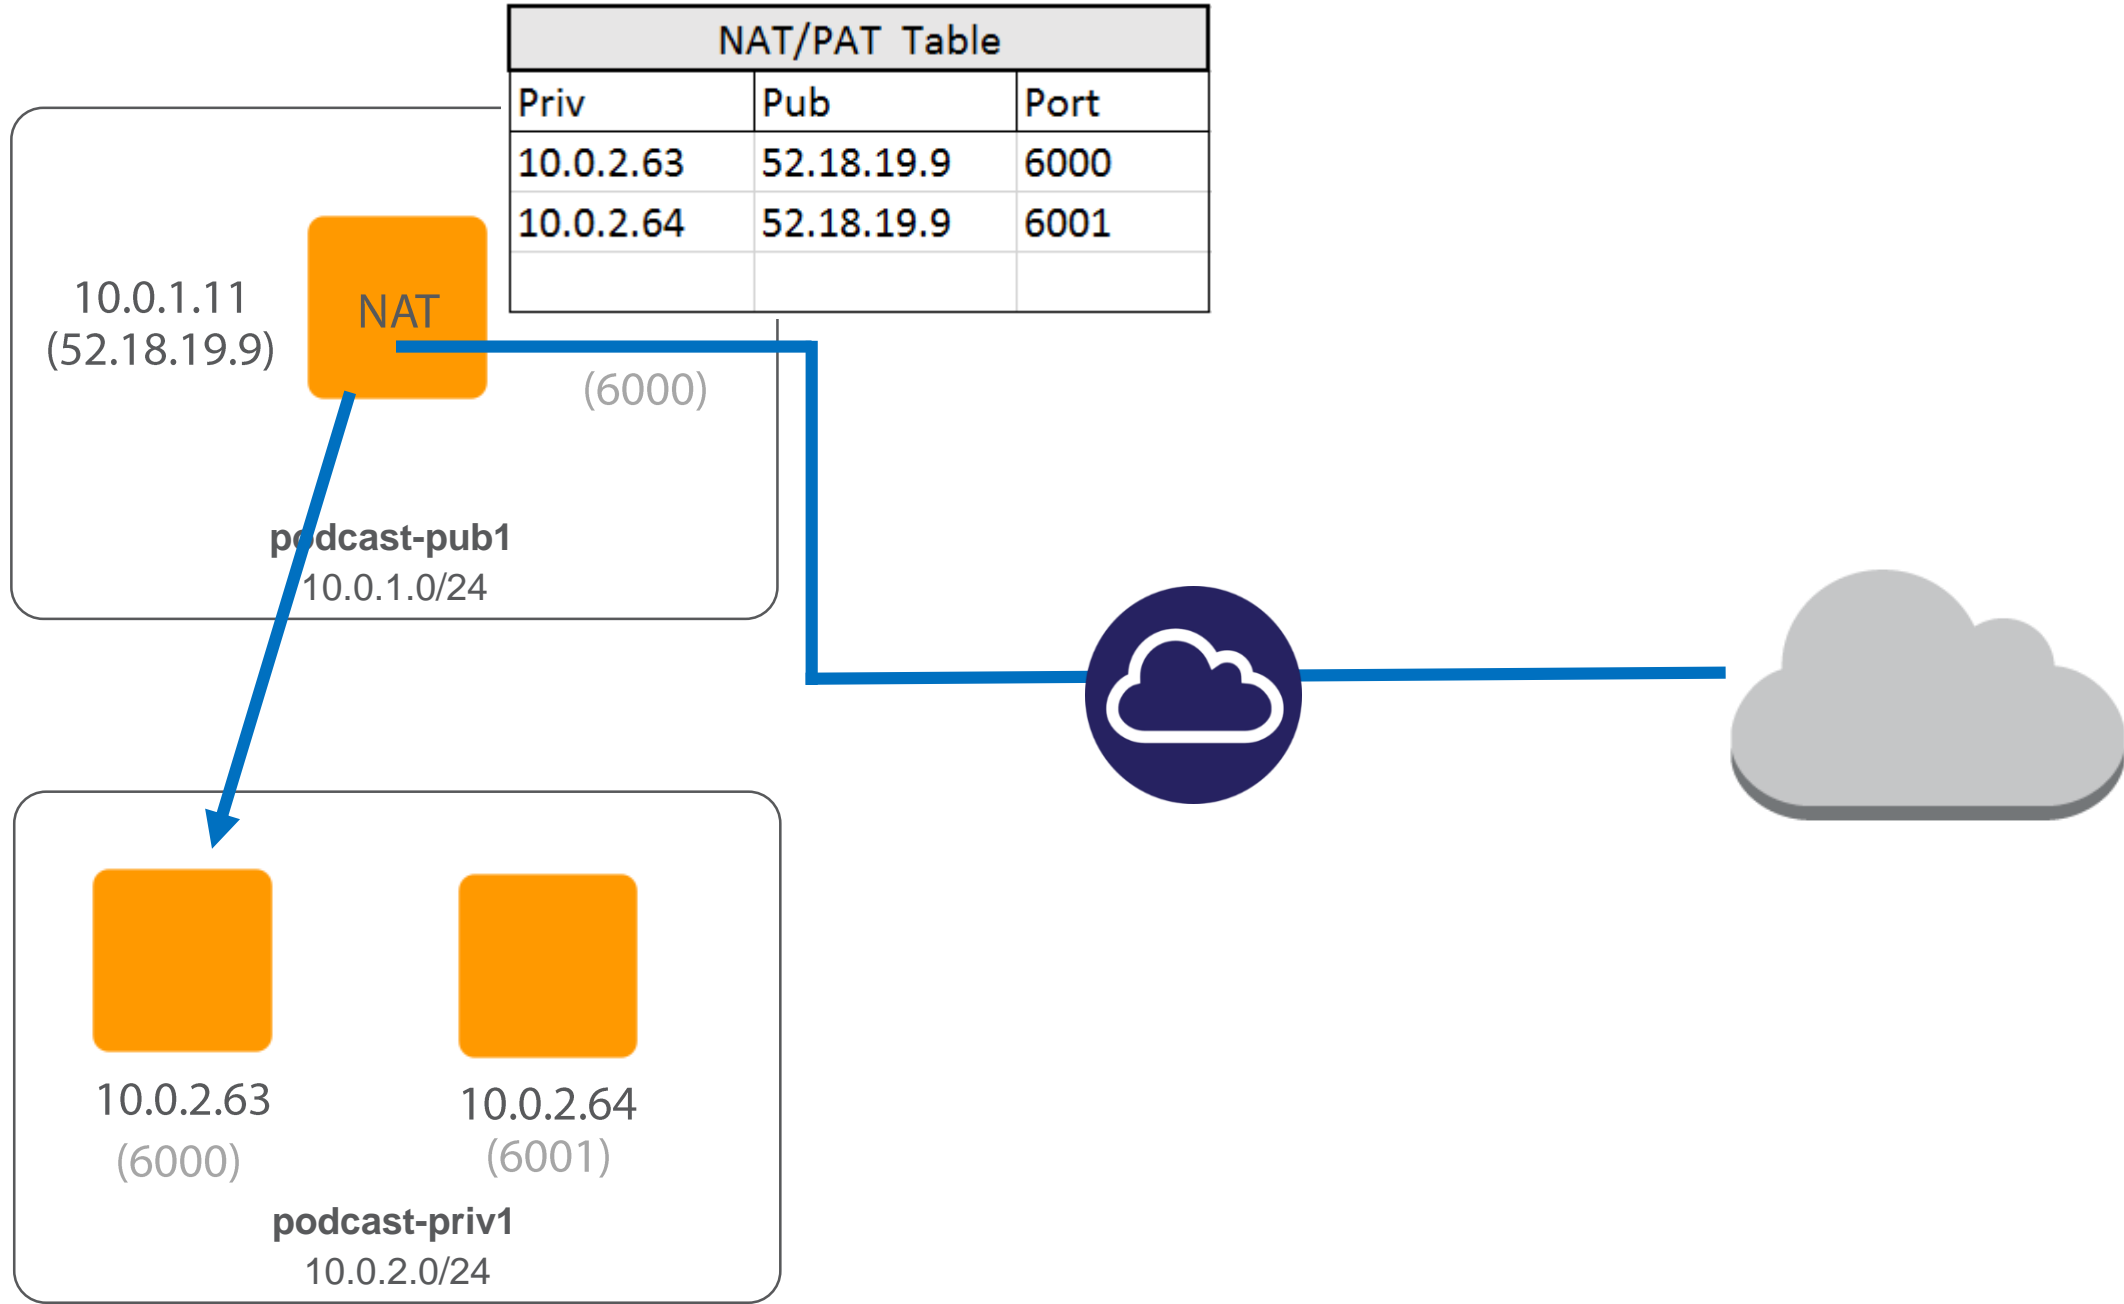 NAT/PAT Table
Priv Pub Port
10.0.2.63 52.18.19.9 6000
10.0.2.64 52.18.19.9 6001
10.0.1.11
(52.18.19.9)
NAT
(6000)
podcast-pub1
10.0.1.0/24
10.0.2.63
(6000)
10.0.2.64
(6001)
podcast-priv1
10.0.2.0/24